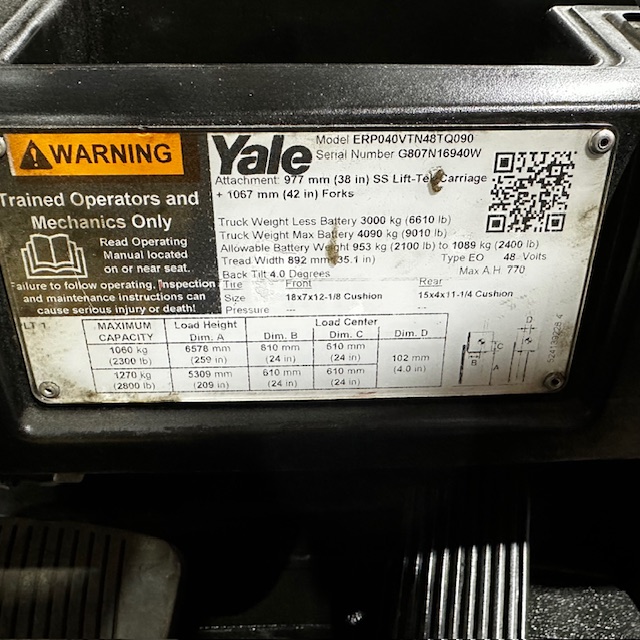 WARNING
Trained Operators and
Mechanics Only
Read Operating
Manual located
on or near seat.
Failure to follow operating, Inspection
and maintenance instructions can
cause serious injury or death!
Yale
Model ERP040VTN48TQ090
Serial Number G807N16940W
Attachment: 977 mm (38 in) SS Lift-Tek Carriage
+ 1067 mm (42 in) Forks
Truck Weight Less Battery 3000 kg (6610 lb)
Truck Weight Max Battery 4090 kg (9010 lb)
Allowable Battery Weight 953 kg (2100 lb) to 1089 kg (2400 lb)
Tread Width 892 mm (35.1 in) Type EO 48 Volts
Back Tilt 4.0 Degrees Max A.H 770
Tire Front Rear
Size 18x7x12-1/8 Cushion 15x4x11-1/4 Cushion
Pressure --- ---
MAXIMUM CAPACITY Load Height Dim. A Load Center Dim. B Dim. C Dim. D
1060 kg (2300 lb) 6578 mm (259 in) 610 mm (24 in) 610 mm (24 in) 102 mm (4.0 in)
1270 kg (2800 lb) 5309 mm (209 in) 610 mm (24 in) 610 mm (24 in)
D
C
B
A